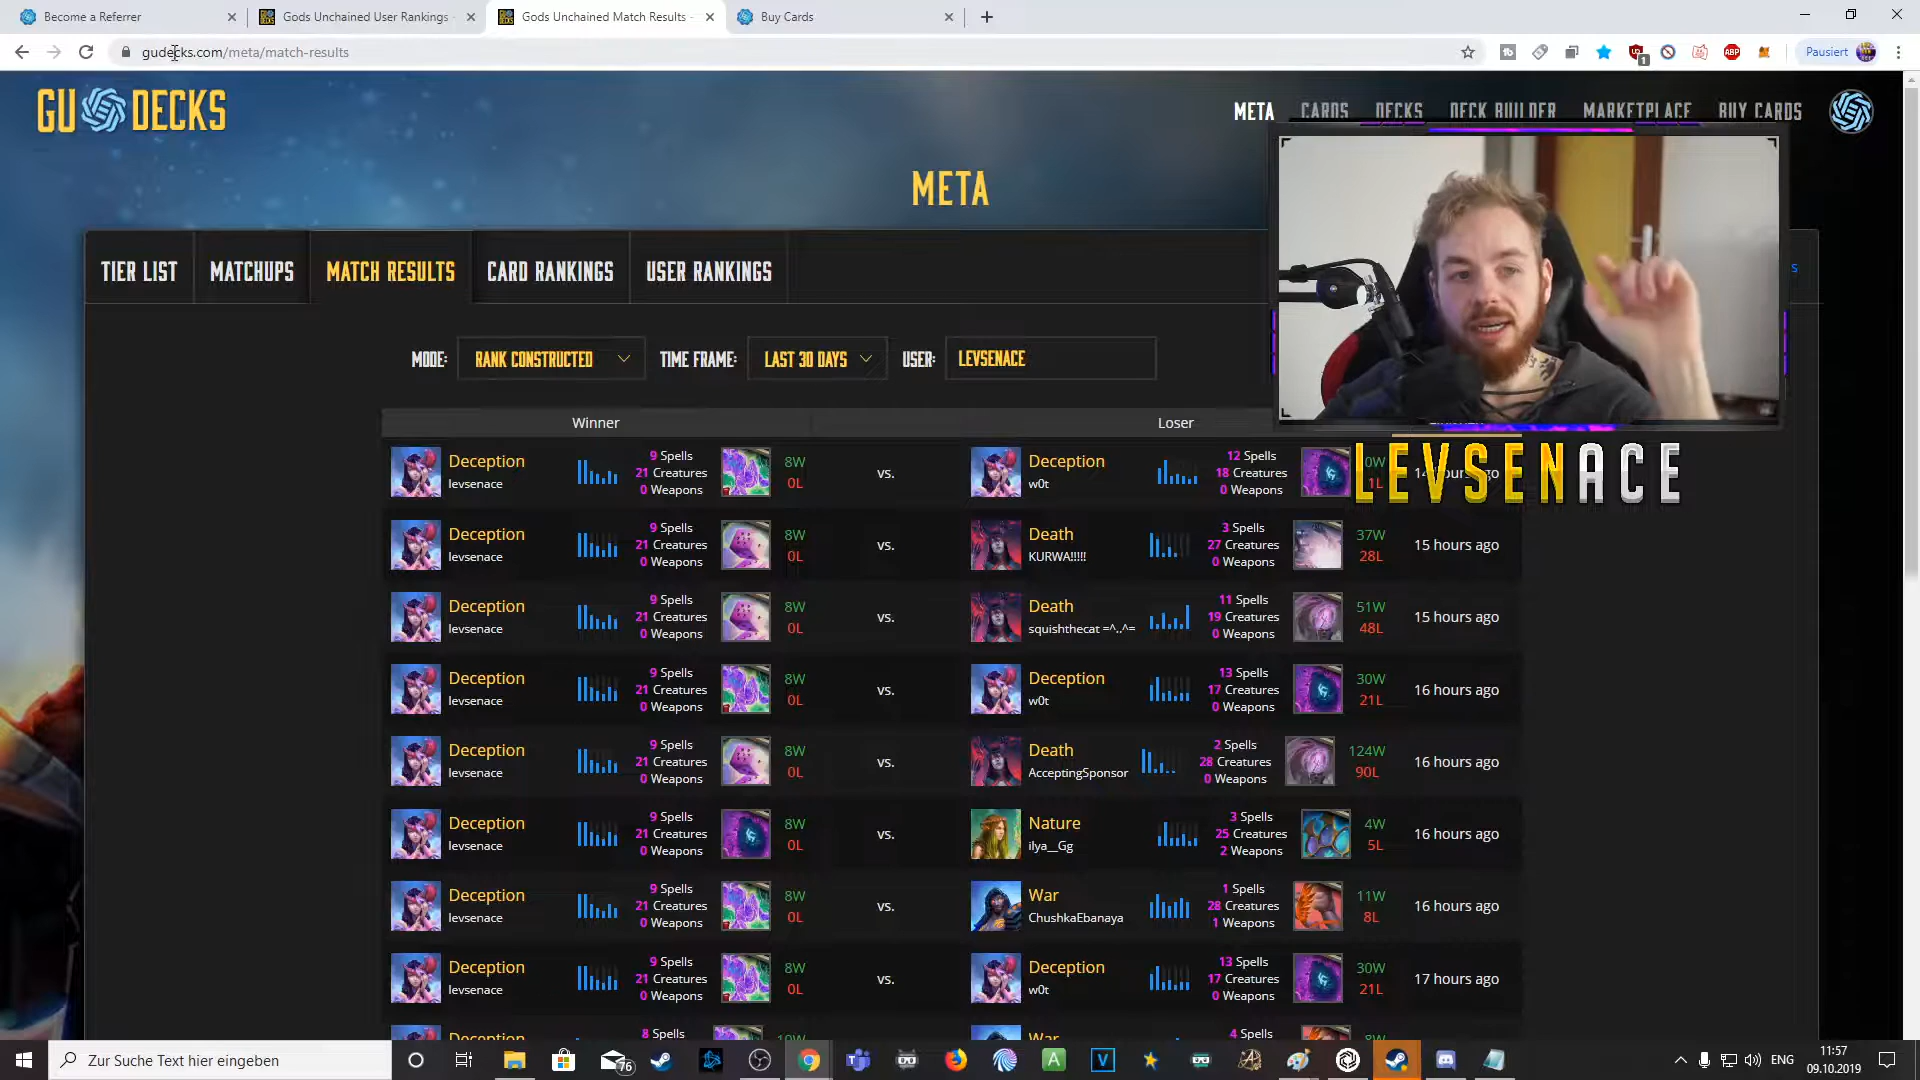 Become a Referrer
Gods Unchained User Rankings
Gods Unchained Match Results -
Buy Cards
gudecks.com/meta/match-results
Pausiert
GU DECKS
META
CARDS
DECKS
DECK BUILDER
MARKETPLACE
BUY CARDS
META
TIER LIST
MATCHUPS
MATCH RESULTS
CARD RANKINGS
USER RANKINGS
MODE: RANK CONSTRUCTED
TIME FRAME: LAST 30 DAYS
USER: LEVSENACE
Winner
Loser
LEVSENACE
Deception
levsenace
9 Spells
21 Creatures
0 Weapons
8W
0L
vs.
Deception
w0t
12 Spells
18 Creatures
0 Weapons
Deception
levsenace
9 Spells
21 Creatures
0 Weapons
8W
0L
vs.
Death
KURWA!!!!!
3 Spells
27 Creatures
0 Weapons
37W
28L
15 hours ago
Deception
levsenace
9 Spells
21 Creatures
0 Weapons
8W
0L
vs.
Death
squishthecat =^..^=
11 Spells
19 Creatures
0 Weapons
51W
48L
15 hours ago
Deception
levsenace
9 Spells
21 Creatures
0 Weapons
8W
0L
vs.
Deception
w0t
13 Spells
17 Creatures
0 Weapons
30W
21L
16 hours ago
Deception
levsenace
9 Spells
21 Creatures
0 Weapons
8W
0L
vs.
Death
AcceptingSponsor
2 Spells
28 Creatures
0 Weapons
124W
90L
16 hours ago
Deception
levsenace
9 Spells
21 Creatures
0 Weapons
8W
0L
vs.
Nature
ilya__Gg
3 Spells
25 Creatures
2 Weapons
4W
5L
16 hours ago
Deception
levsenace
9 Spells
21 Creatures
0 Weapons
8W
0L
vs.
War
ChushkaEbanaya
1 Spells
28 Creatures
1 Weapons
11W
8L
16 hours ago
Deception
levsenace
9 Spells
21 Creatures
0 Weapons
8W
0L
vs.
Deception
w0t
13 Spells
17 Creatures
0 Weapons
30W
21L
17 hours ago
Deception
8 Spells
War
4 Spells
Zur Suche Text hier eingeben
76
ENG
11:57
09.10.2019